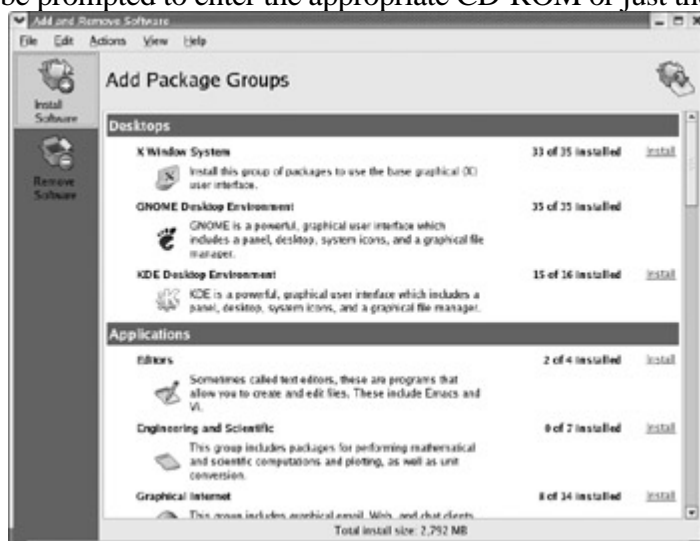 be prompted to enter the appropriate CD-ROM or just the
Add and Remove Software
File Edit Actions View Help
Install
Software
Remove
Software
Add Package Groups
Desktops
X Window System 33 of 35 installed Install
Install this group of packages to use the base graphical (X)
user interface.
GNOME Desktop Environment 35 of 35 installed
GNOME is a powerful, graphical user interface which
includes a panel, desktop, system icons, and a graphical file
manager.
KDE Desktop Environment 15 of 16 installed Install
KDE is a powerful, graphical user interface which includes a
panel, desktop, system icons, and a graphical file manager.
Applications
Editors 2 of 4 installed Install
Sometimes called text editors, these are programs that
allow you to create and edit files. These include Emacs and
Vi.
Engineering and Scientific 0 of 7 installed Install
This group includes packages for performing mathematical
and scientific computations and plotting, as well as unit
conversion.
Graphical Internet 8 of 14 installed Install
This group includes graphical email, Web, and chat clients
Total install size: 2,792 MB